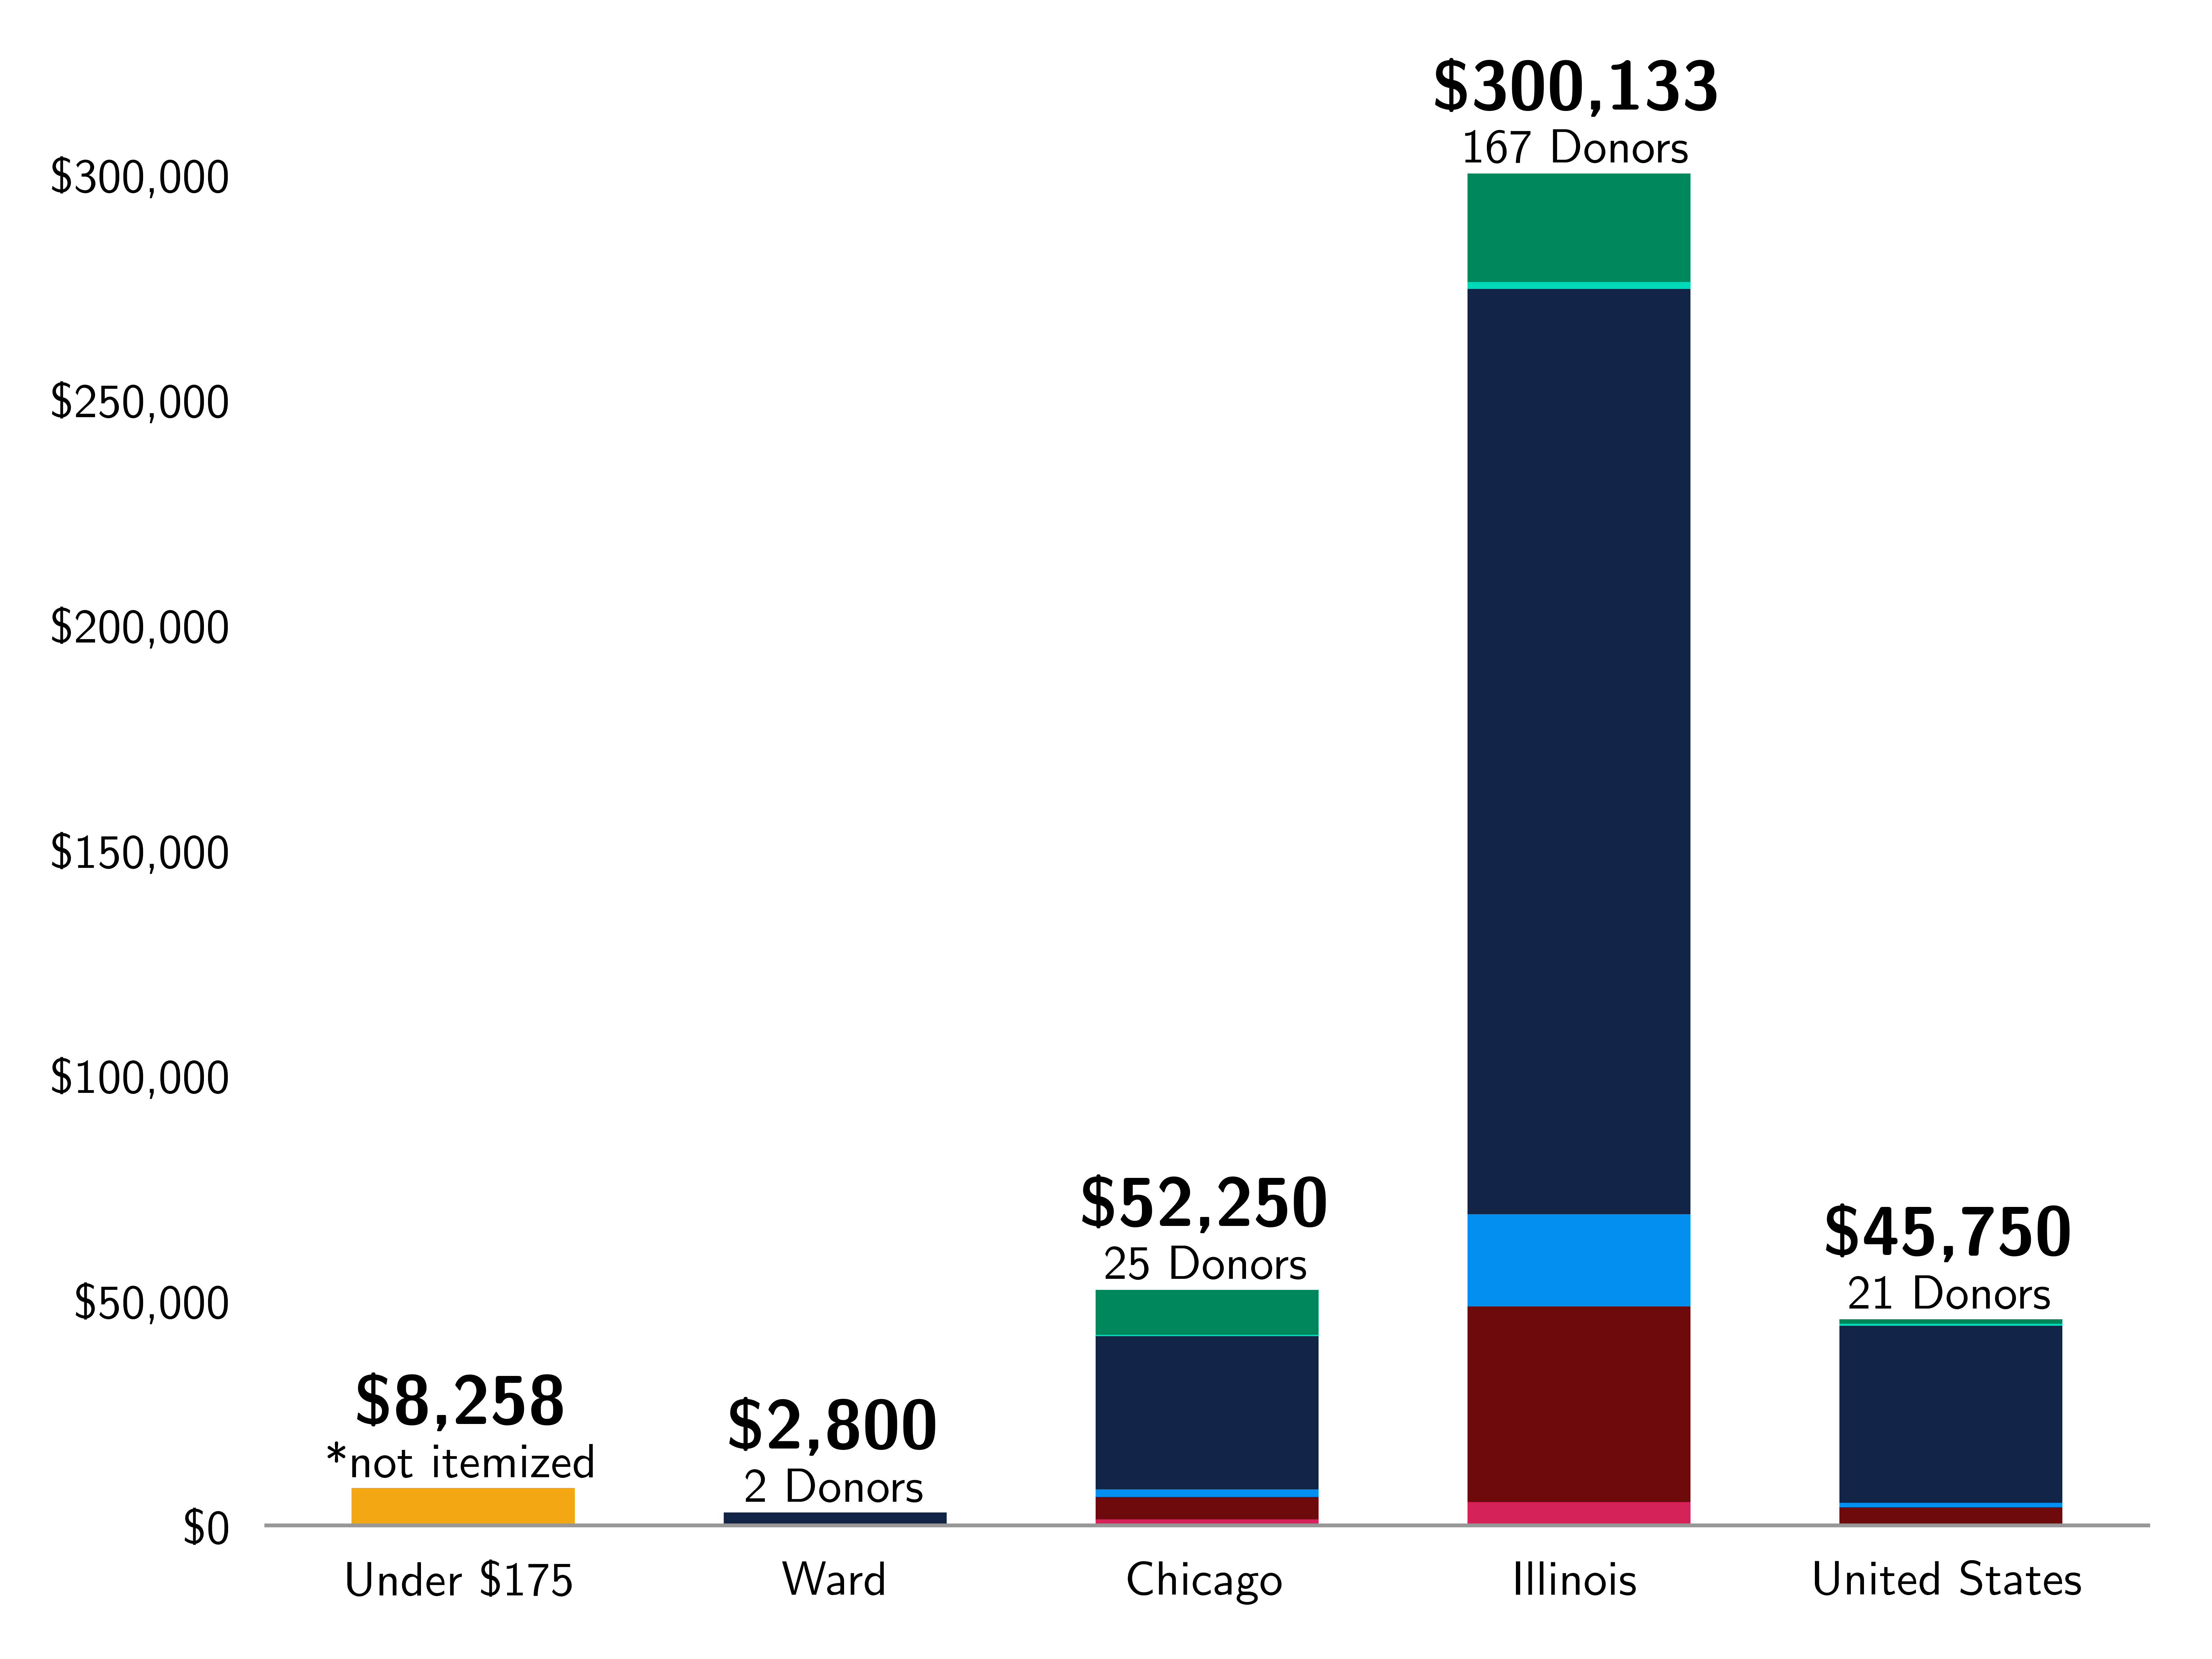 $300,133
167 Donors
$300,000
$250,000
$200,000
$150,000
$100,000
$52,250
25 Donors
$45,750
21 Donors
$50,000
$8,258
*not itemized
$2,800
2 Donors
$0
Under $175
Ward
Chicago
Illinois
United States